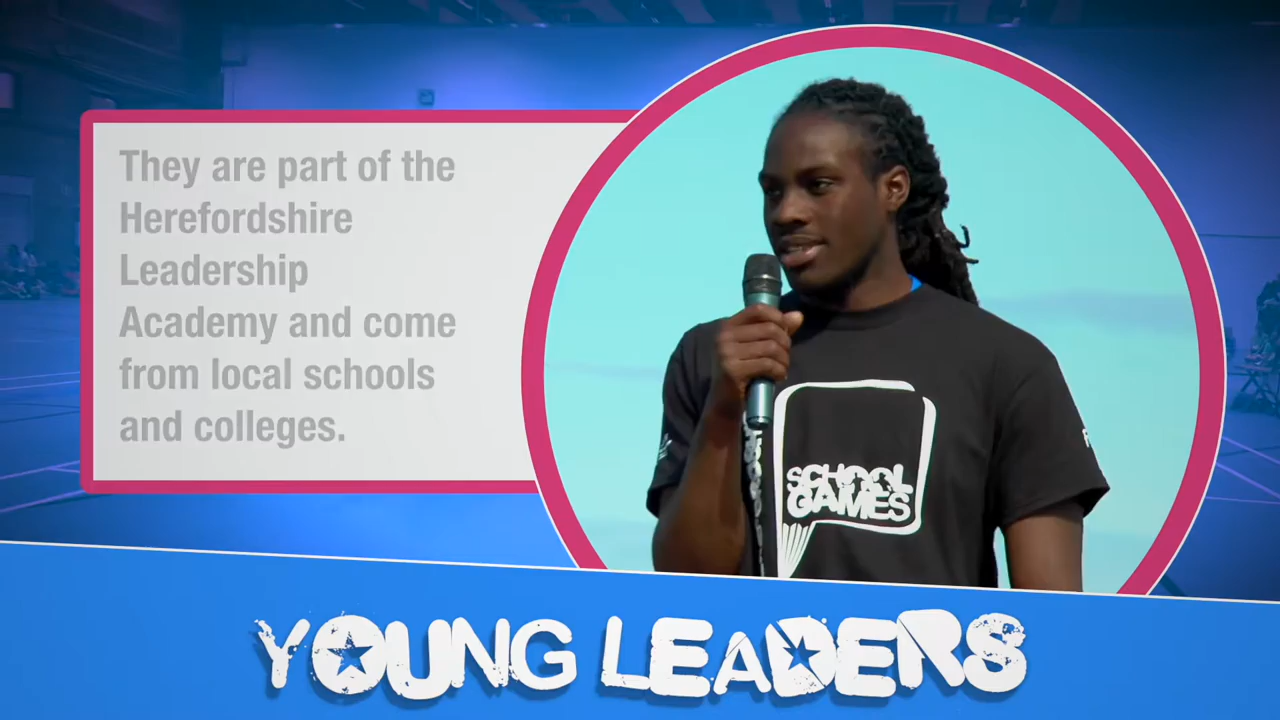 They are part of the
Herefordshire
Leadership
Academy and come
from local schools
and colleges.
SCHOOL
GAMES
YOUNG LEADERS